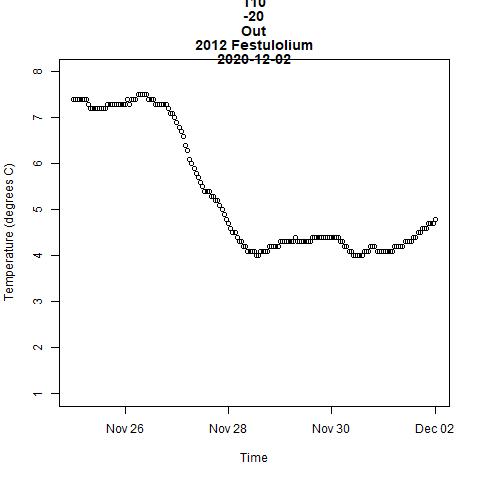 110
-20
Out
2012 Festulolium
2020-12-02
Temperature (degrees C)
8
7
6
5
4
3
2
1
Nov 26
Nov 28
Nov 30
Dec 02
Time